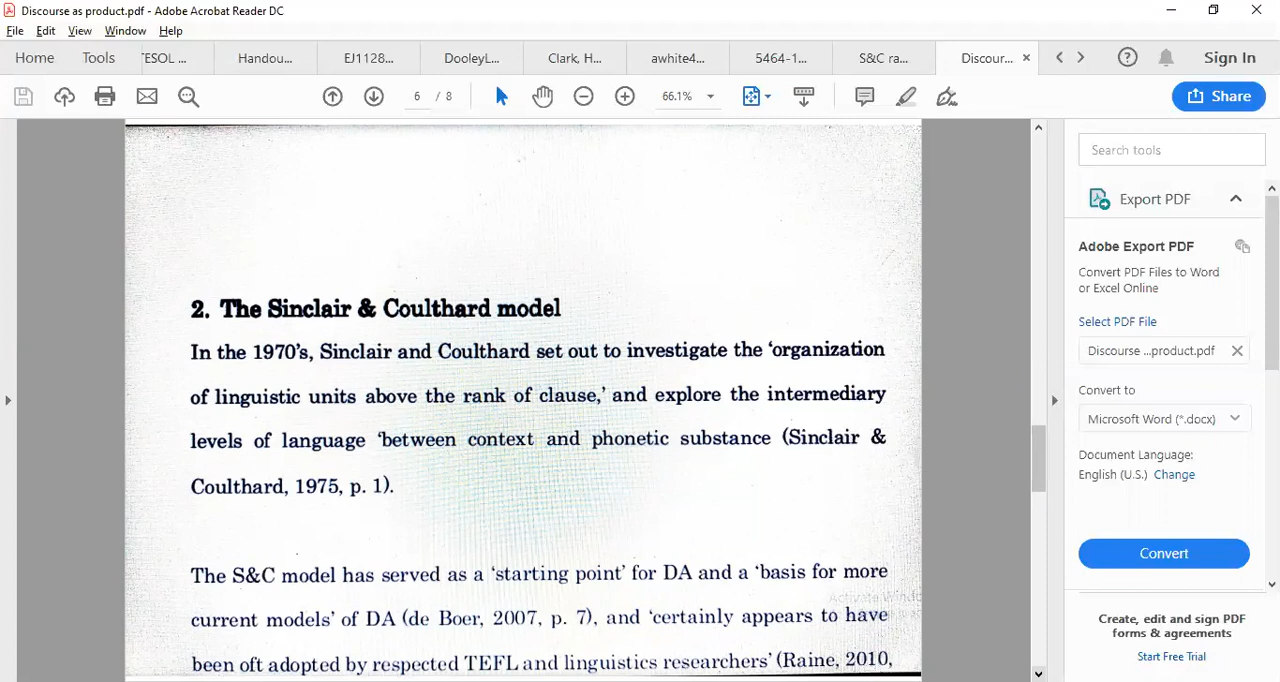 Discourse as product.pdf - Adobe Acrobat Reader DC
File Edit View Window Help
Home Tools TESOL ... Handou... EJ1128... DooleyL... Clark, H... awhite4... 5464-1... S&C ra... Discour... Sign In
6 / 8 66.1% Share
Search tools
Export PDF
Adobe Export PDF
Convert PDF Files to Word
or Excel Online
Select PDF File
Discourse ...product.pdf
Convert to
Microsoft Word (*.docx)
Document Language:
English (U.S.) Change
Convert
Create, edit and sign PDF
forms & agreements
Start Free Trial
2. The Sinclair & Coulthard model
In the 1970's, Sinclair and Coulthard set out to investigate the 'organization
of linguistic units above the rank of clause,' and explore the intermediary
levels of language 'between context and phonetic substance (Sinclair &
Coulthard, 1975, p. 1).
The S&C model has served as a 'starting point' for DA and a 'basis for more
current models' of DA (de Boer, 2007, p. 7), and 'certainly appears to have
been oft adopted by respected TEFL and linguistics researchers' (Raine, 2010,
Activate Windo